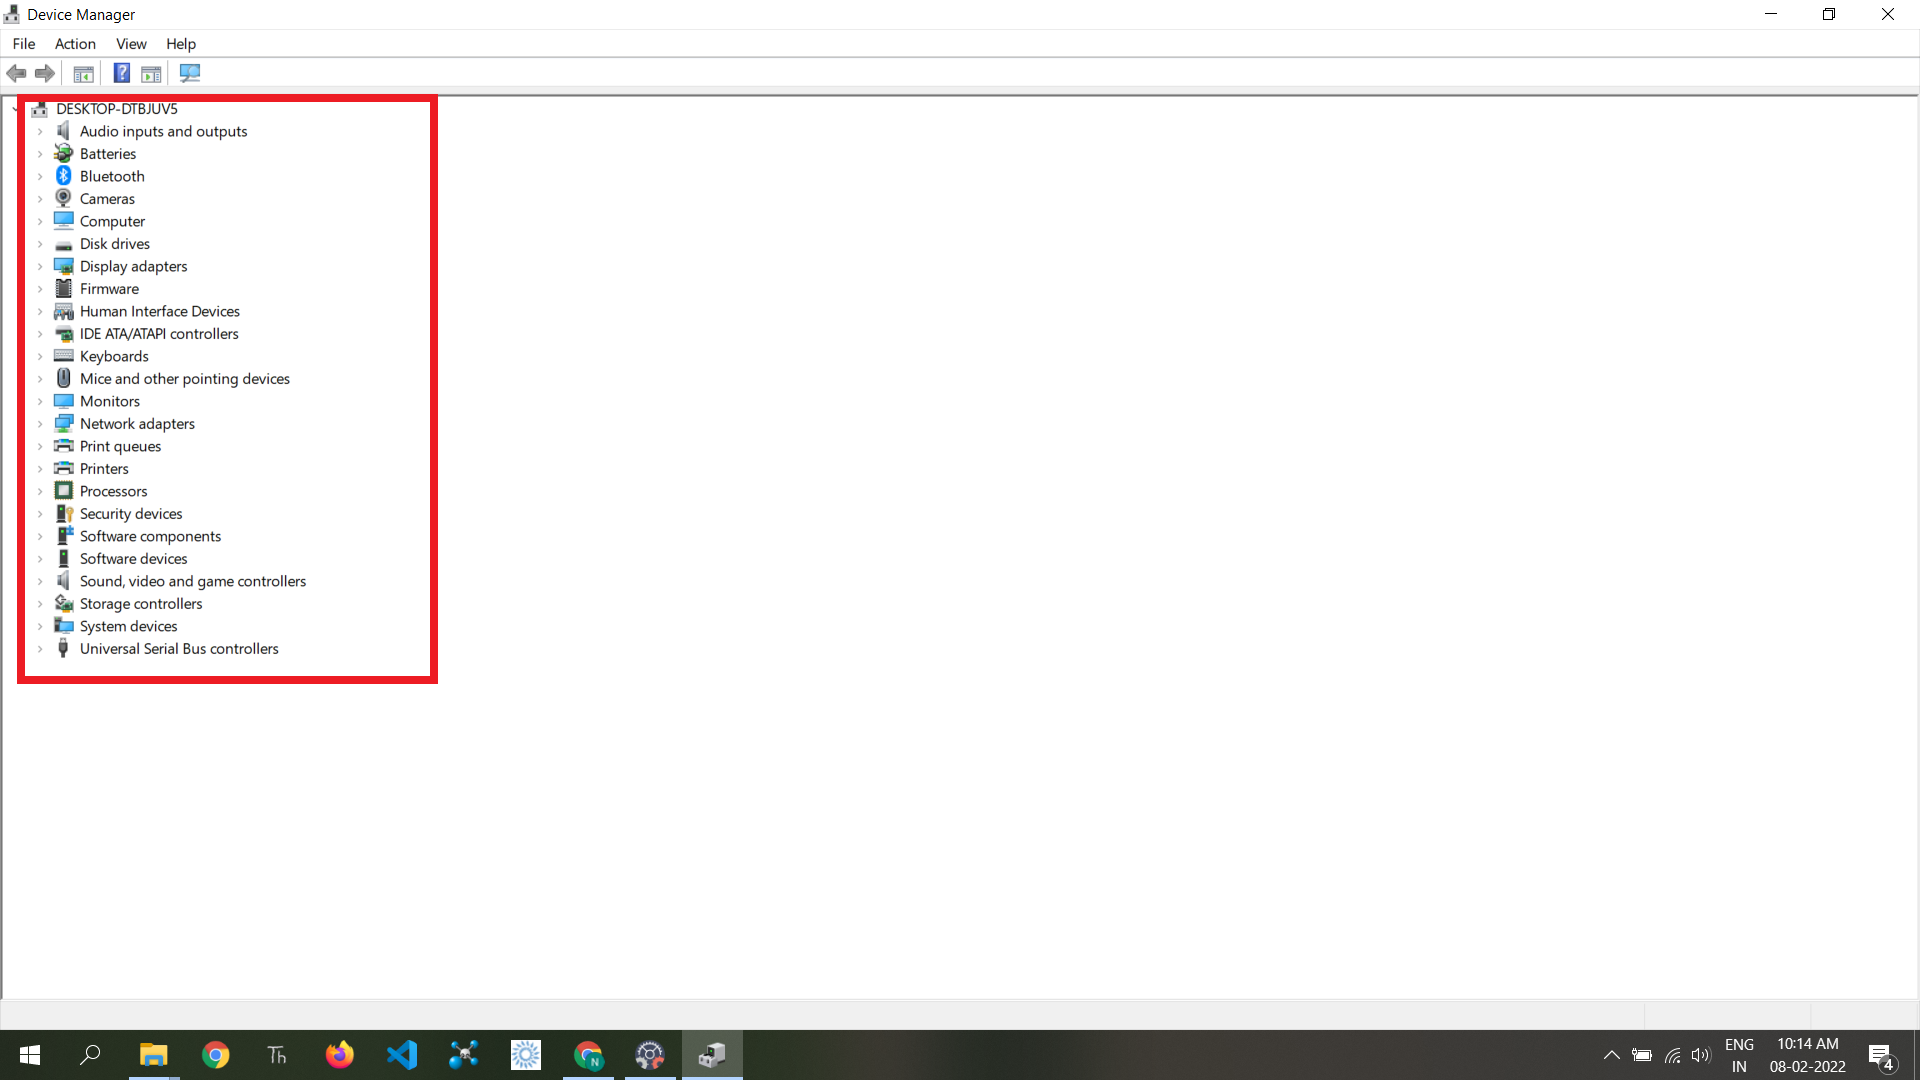 Device Manager
File Action View Help
?
DESKTOP-DTBJUV5
Audio inputs and outputs
Batteries
Bluetooth
Cameras
Computer
Disk drives
Display adapters
Firmware
Human Interface Devices
IDE ATA/ATAPI controllers
Keyboards
Mice and other pointing devices
Monitors
Network adapters
Print queues
Printers
Processors
Security devices
Software components
Software devices
Sound, video and game controllers
Storage controllers
System devices
Universal Serial Bus controllers
Th
N
ENG
IN
10:14 AM
08-02-2022
4